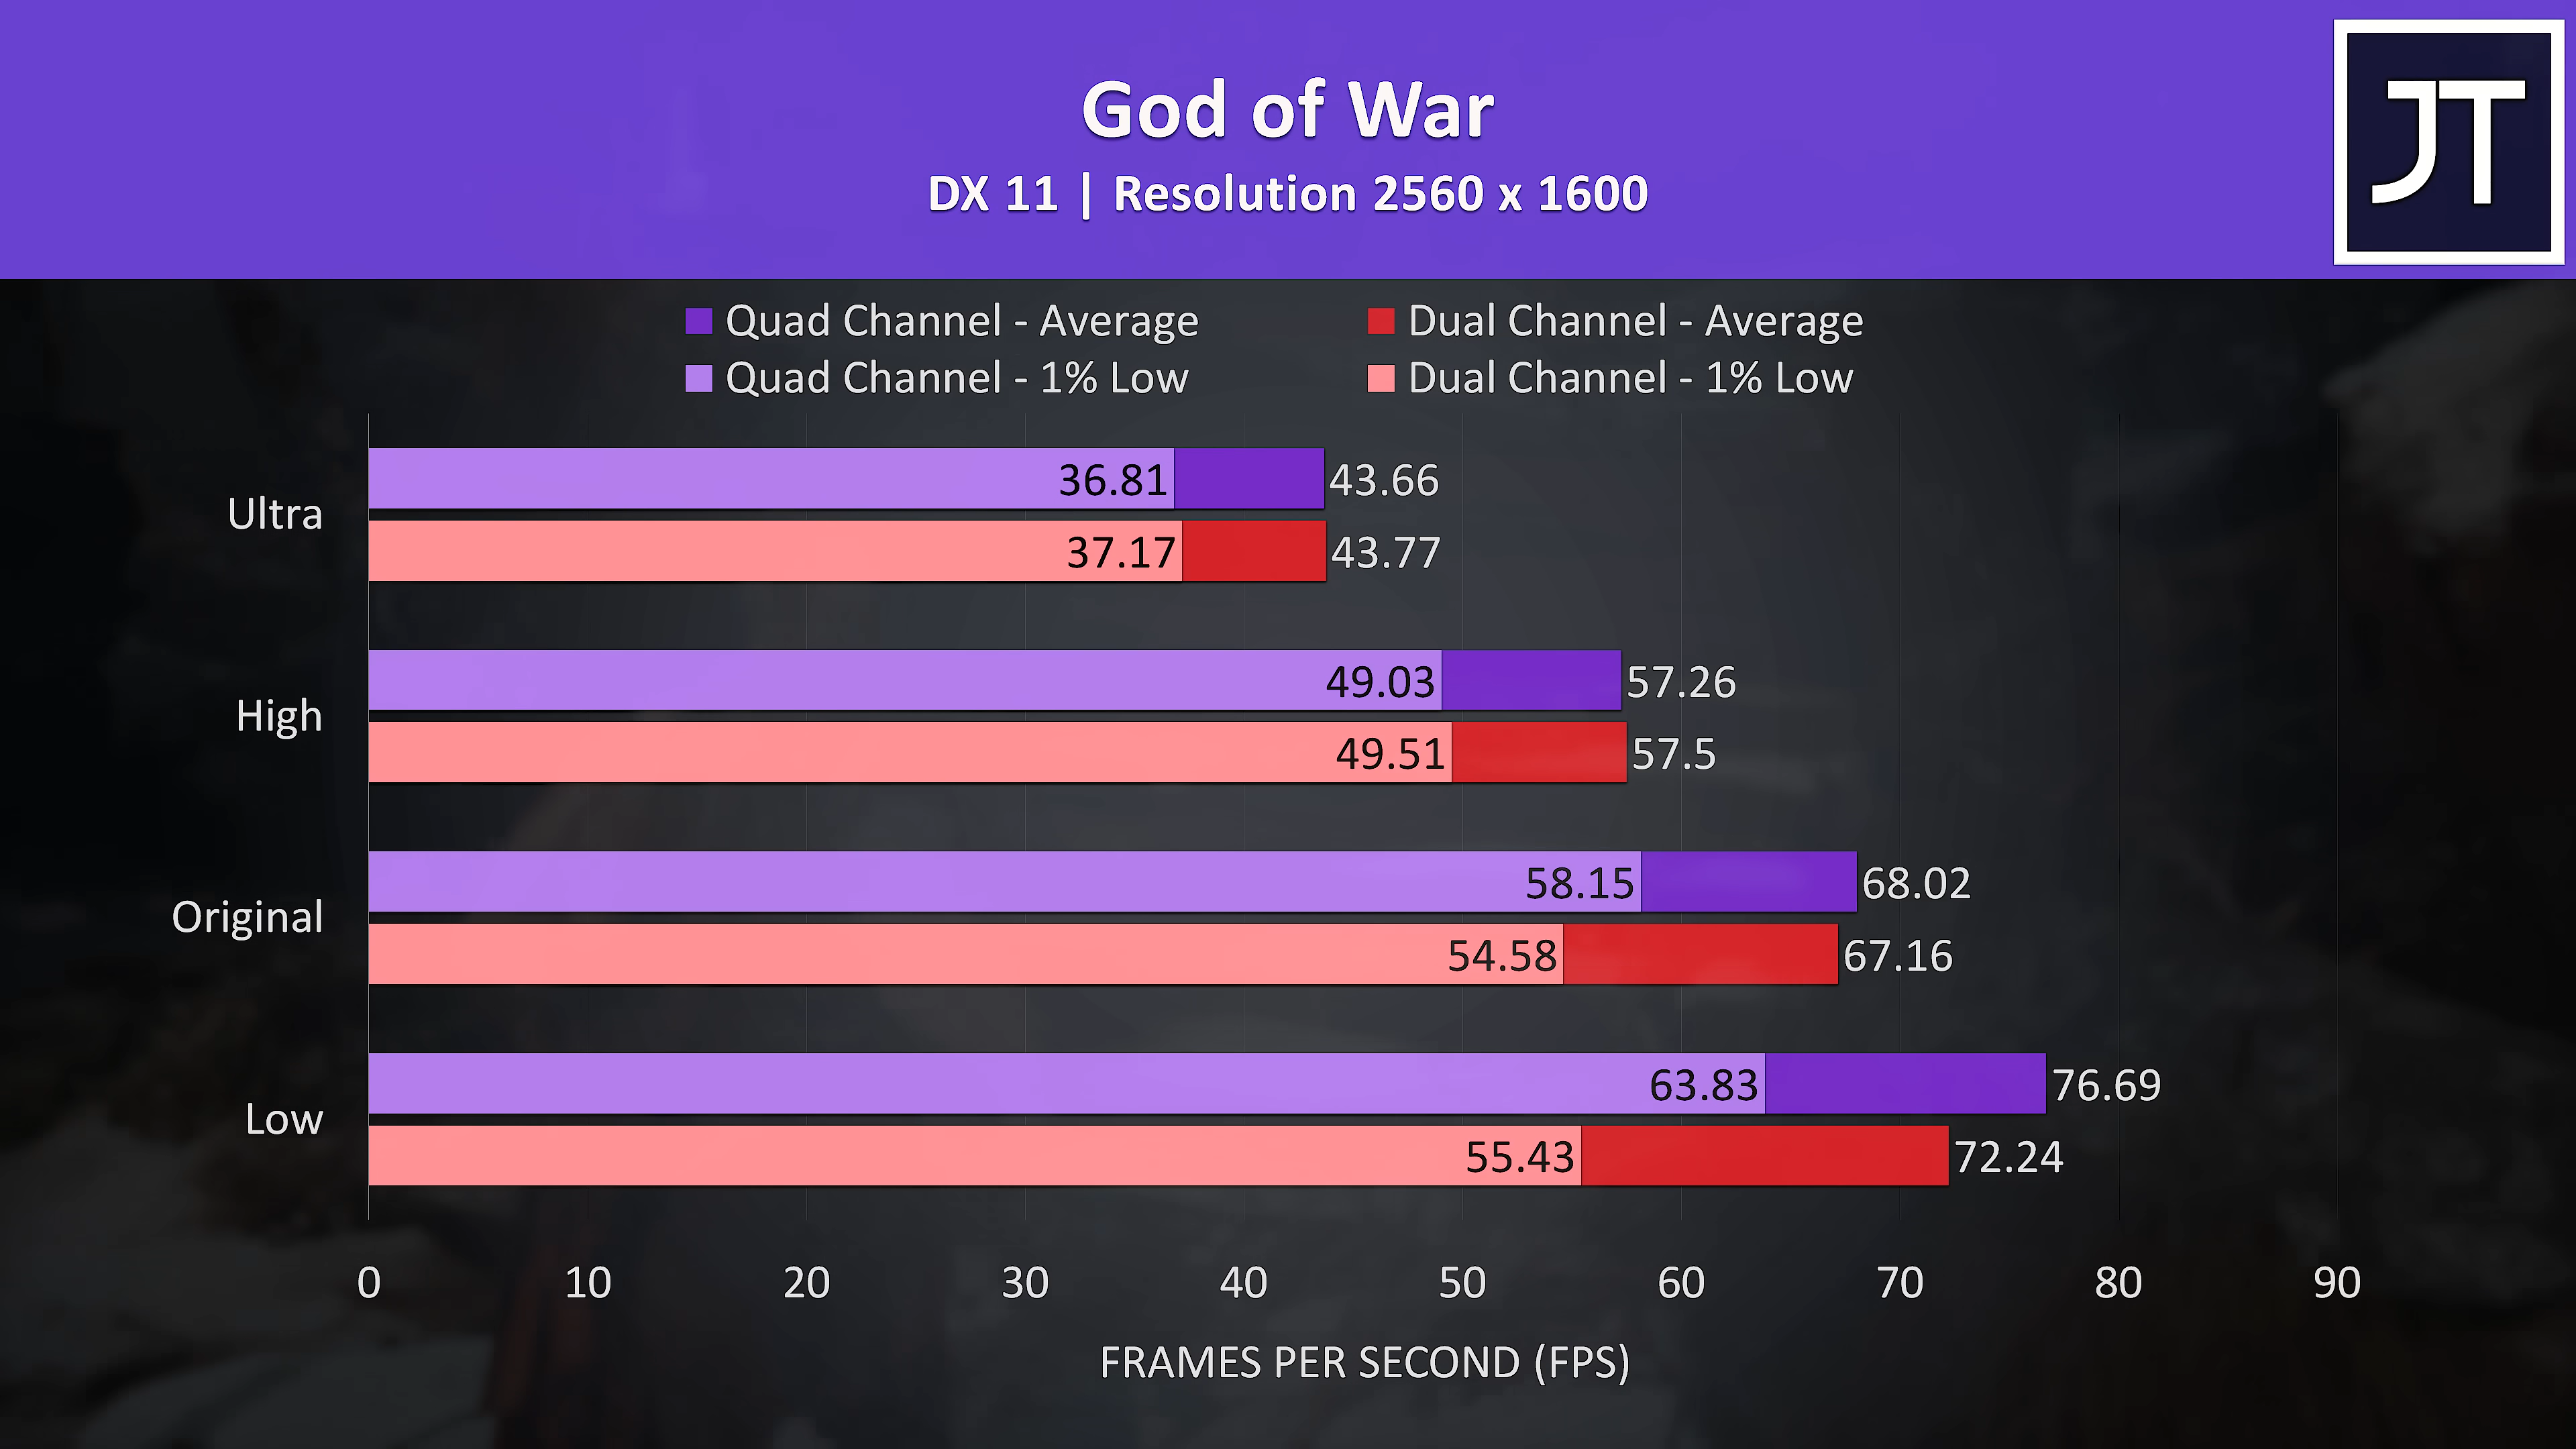 God of War
DX 11 | Resolution 2560 x 1600
JT
Quad Channel - Average
Dual Channel - Average
Quad Channel - 1% Low
Dual Channel - 1% Low
Ultra
36.81
43.66
37.17
43.77
High
49.03
57.26
49.51
57.5
Original
58.15
68.02
54.58
67.16
Low
63.83
76.69
55.43
72.24
0 10 20 30 40 50 60 70 80 90
FRAMES PER SECOND (FPS)